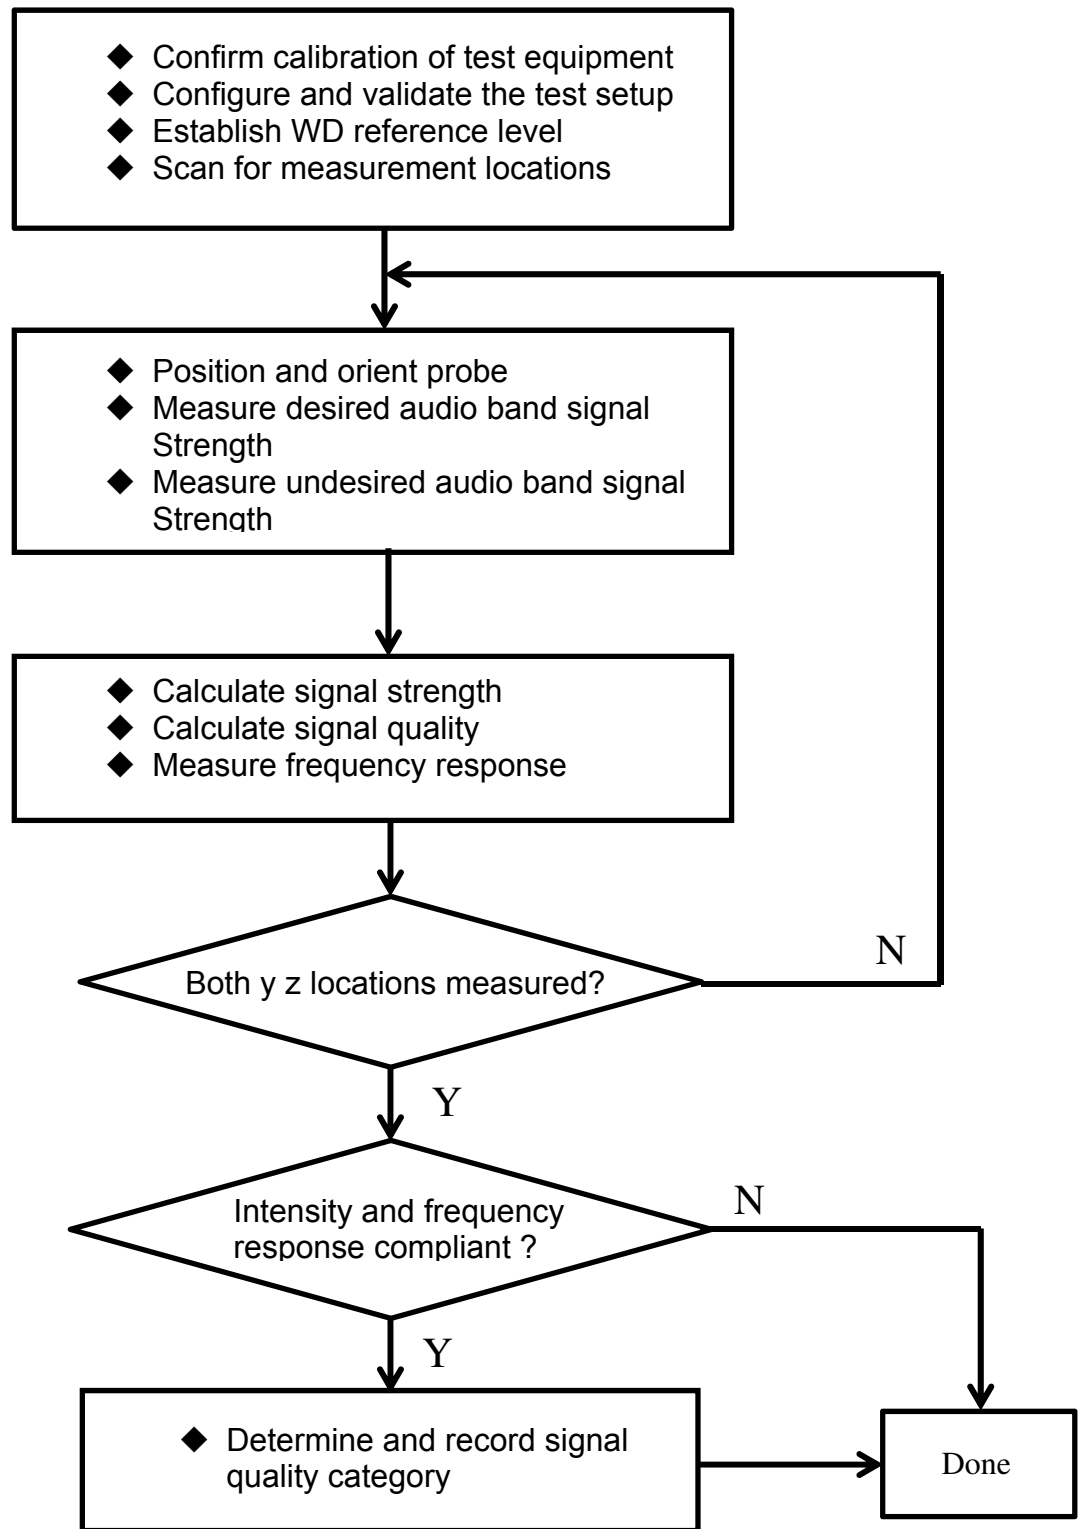 ◆ Confirm calibration of test equipment
◆ Configure and validate the test setup
◆ Establish WD reference level
◆ Scan for measurement locations
◆ Position and orient probe
◆ Measure desired audio band signal
Strength
◆ Measure undesired audio band signal
Strength
◆ Calculate signal strength
◆ Calculate signal quality
◆ Measure frequency response
Both y z locations measured?
N
Y
Intensity and frequency
response compliant ?
N
Y
◆ Determine and record signal
quality category
Done